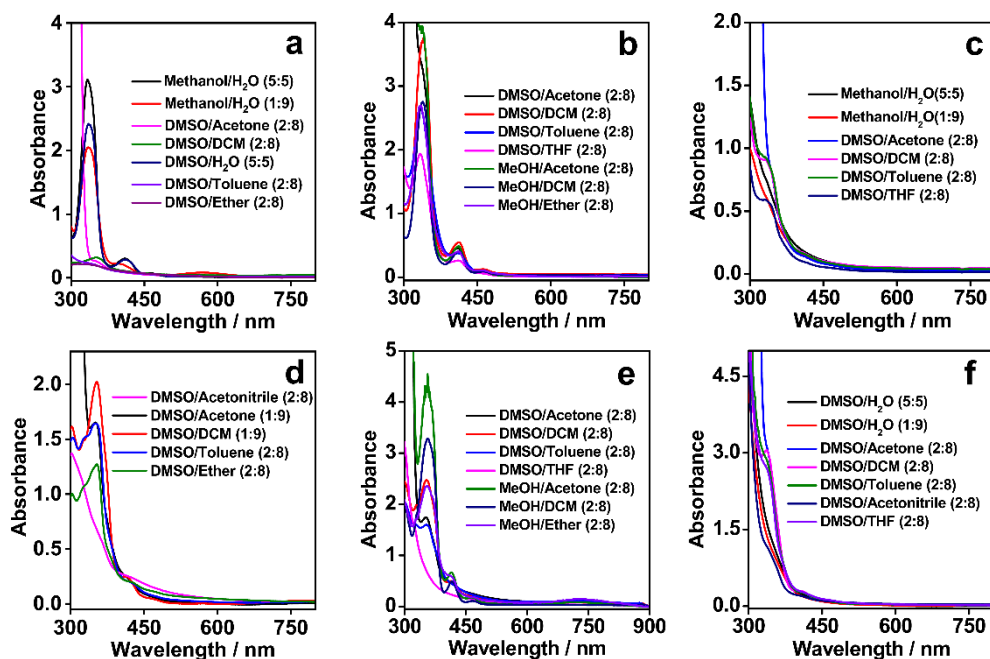 a
Methanol/H₂O (5:5)
Methanol/H₂O (1:9)
DMSO/Acetone (2:8)
DMSO/DCM (2:8)
DMSO/H₂O (5:5)
DMSO/Toluene (2:8)
DMSO/Ether (2:8)
Absorbance
4
3
2
1
0
300 450 600 750
Wavelength / nm
b
DMSO/Acetone (2:8)
DMSO/DCM (2:8)
DMSO/Toluene (2:8)
DMSO/THF (2:8)
MeOH/Acetone (2:8)
MeOH/DCM (2:8)
MeOH/Ether (2:8)
Absorbance
4
3
2
1
0
300 450 600 750
Wavelength / nm
c
Methanol/H₂O(5:5)
Methanol/H₂O(1:9)
DMSO/Acetone (2:8)
DMSO/DCM (2:8)
DMSO/Toluene (2:8)
DMSO/THF (2:8)
Absorbance
2.0
1.5
1.0
0.5
0.0
300 450 600 750
Wavelength / nm
d
DMSO/Acetonitrile (2:8)
DMSO/Acetone (1:9)
DMSO/DCM (1:9)
DMSO/Toluene (2:8)
DMSO/Ether (2:8)
Absorbance
2.0
1.5
1.0
0.5
0.0
300 450 600 750
Wavelength / nm
e
DMSO/Acetone (2:8)
DMSO/DCM (2:8)
DMSO/Toluene (2:8)
DMSO/THF (2:8)
MeOH/Acetone (2:8)
MeOH/DCM (2:8)
MeOH/Ether (2:8)
Absorbance
5
4
3
2
1
0
300 450 600 750 900
Wavelength / nm
f
DMSO/H₂O (5:5)
DMSO/H₂O (1:9)
DMSO/Acetone (2:8)
DMSO/DCM (2:8)
DMSO/Toluene (2:8)
DMSO/Acetonitrile (2:8)
DMSO/THF (2:8)
Absorbance
4.5
3.0
1.5
0.0
300 450 600 750
Wavelength / nm